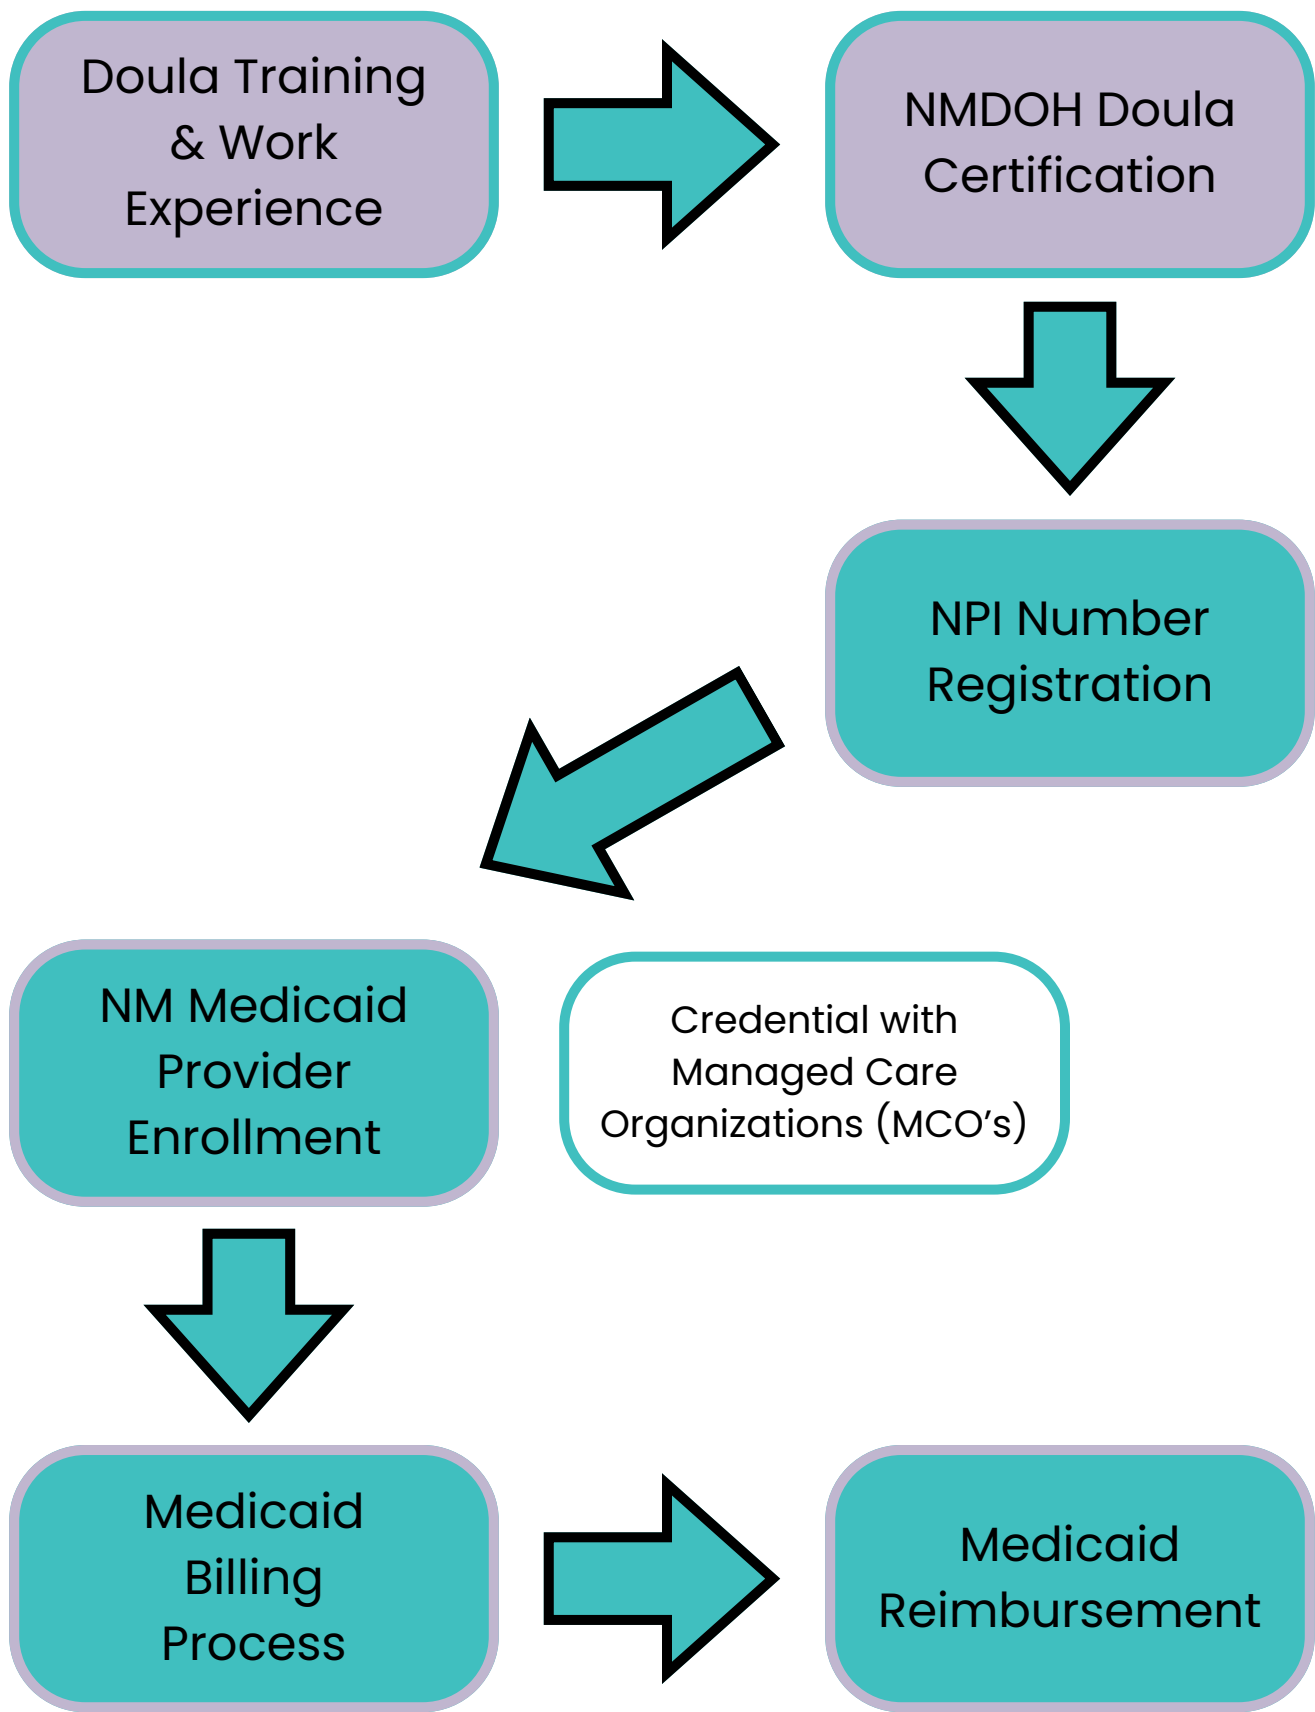 Doula Training
& Work
Experience
NMDOH Doula
Certification
NPI Number
Registration
NM Medicaid
Provider
Enrollment
Credential with
Managed Care
Organizations (MCO’s)
Medicaid
Billing
Process
Medicaid
Reimbursement